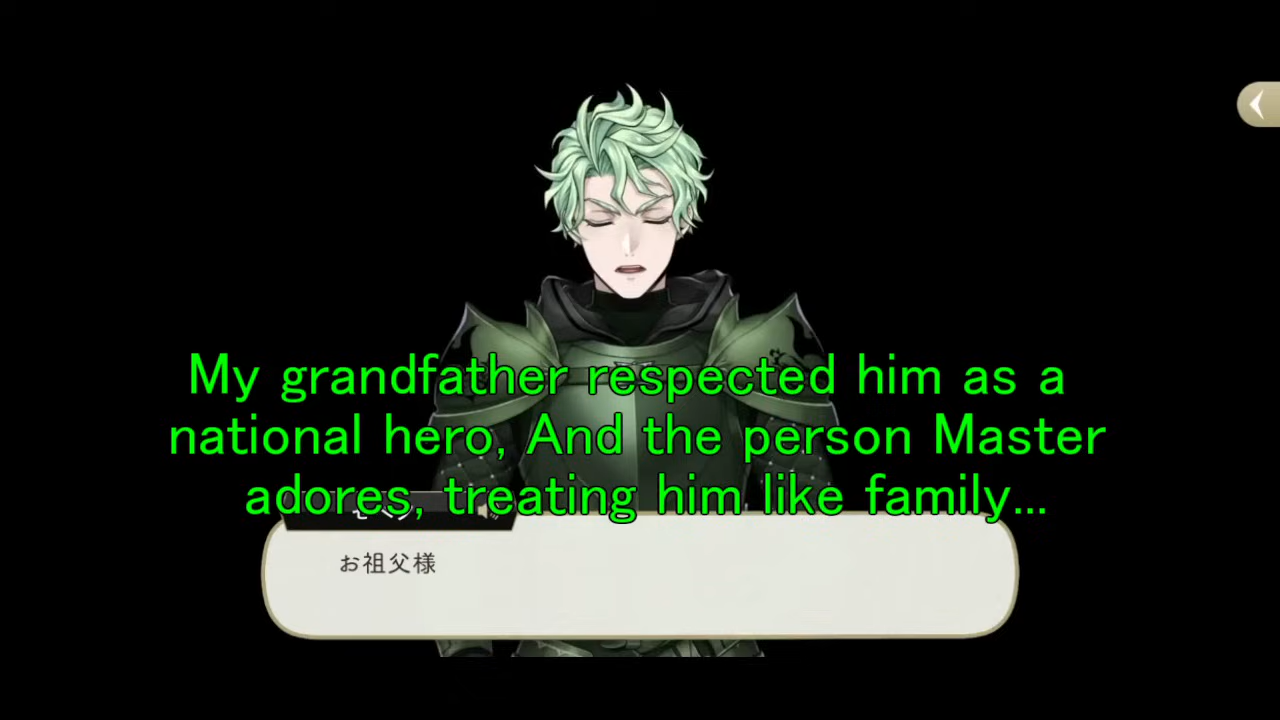 My grandfather respected him as a
national hero, And the person Master
adores, treating him like family...
お祖父様